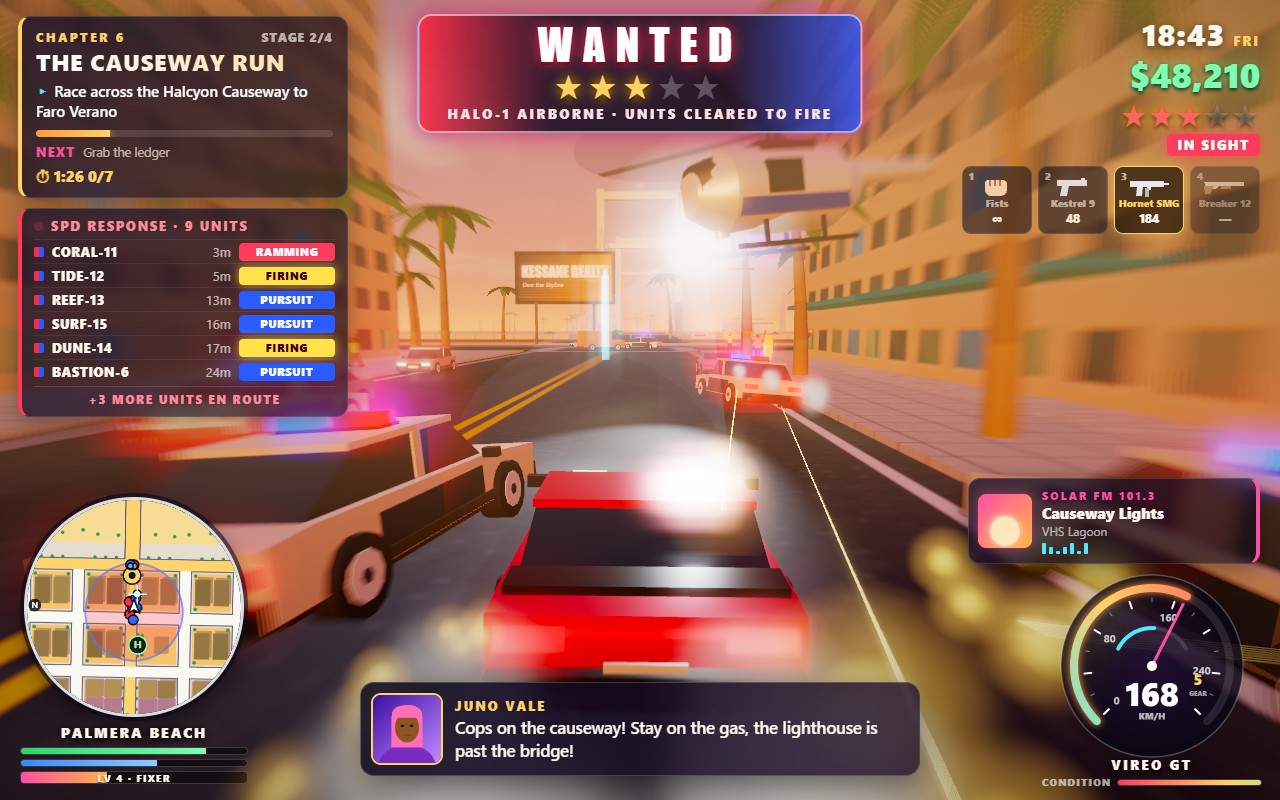 CHAPTER 6 STAGE 2/4
THE CAUSEWAY RUN
Race across the Halcyon Causeway to
Faro Verano
NEXT Grab the ledger
1:26 0/7
SPD RESPONSE · 9 UNITS
CORAL-11 3m RAMMING
TIDE-12 5m FIRING
REEF-13 13m PURSUIT
SURF-15 16m PURSUIT
DUNE-14 17m FIRING
BASTION-6 24m PURSUIT
+3 MORE UNITS EN ROUTE
WANTED
HALO-1 AIRBORNE · UNITS CLEARED TO FIRE
18:43 FRI
$48,210
IN SIGHT
1 2 3 4
Fists Kestrel 9 Hornet SMG Breaker 12
∞ 48 184 —
KESSANE REALTY
Own the Skyline
SOLAR FM 101.3
Causeway Lights
VHS Lagoon
N
H
PALMERA BEACH
LV 4 · FIXER
JUNO VALE
Cops on the causeway! Stay on the gas, the lighthouse is
past the bridge!
0 80 160 240
5
GEAR
168
KM/H
VIREO GT
CONDITION